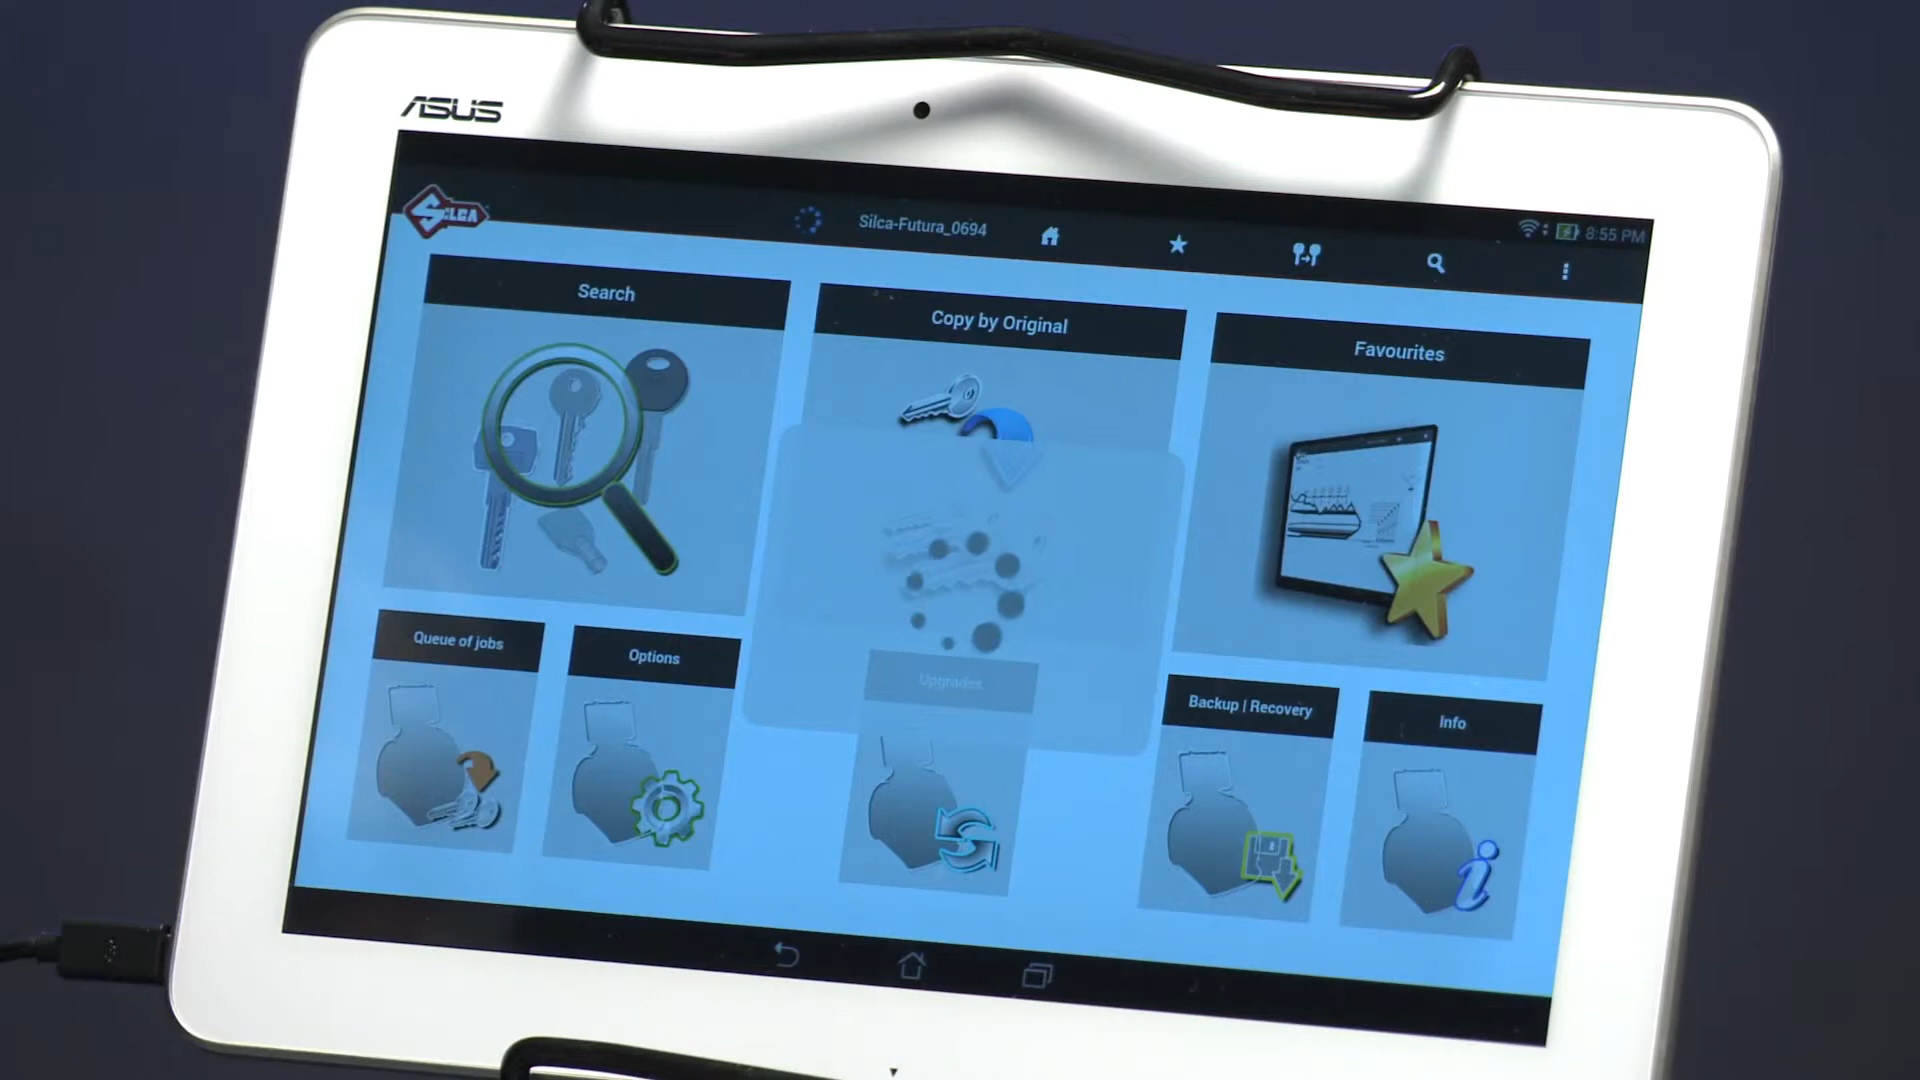 ASUS
SILCA
Silca-Futura_0694
8:55 PM
Search
Copy by Original
Favourites
Queue of jobs
Options
Upgrades
Backup | Recovery
Info